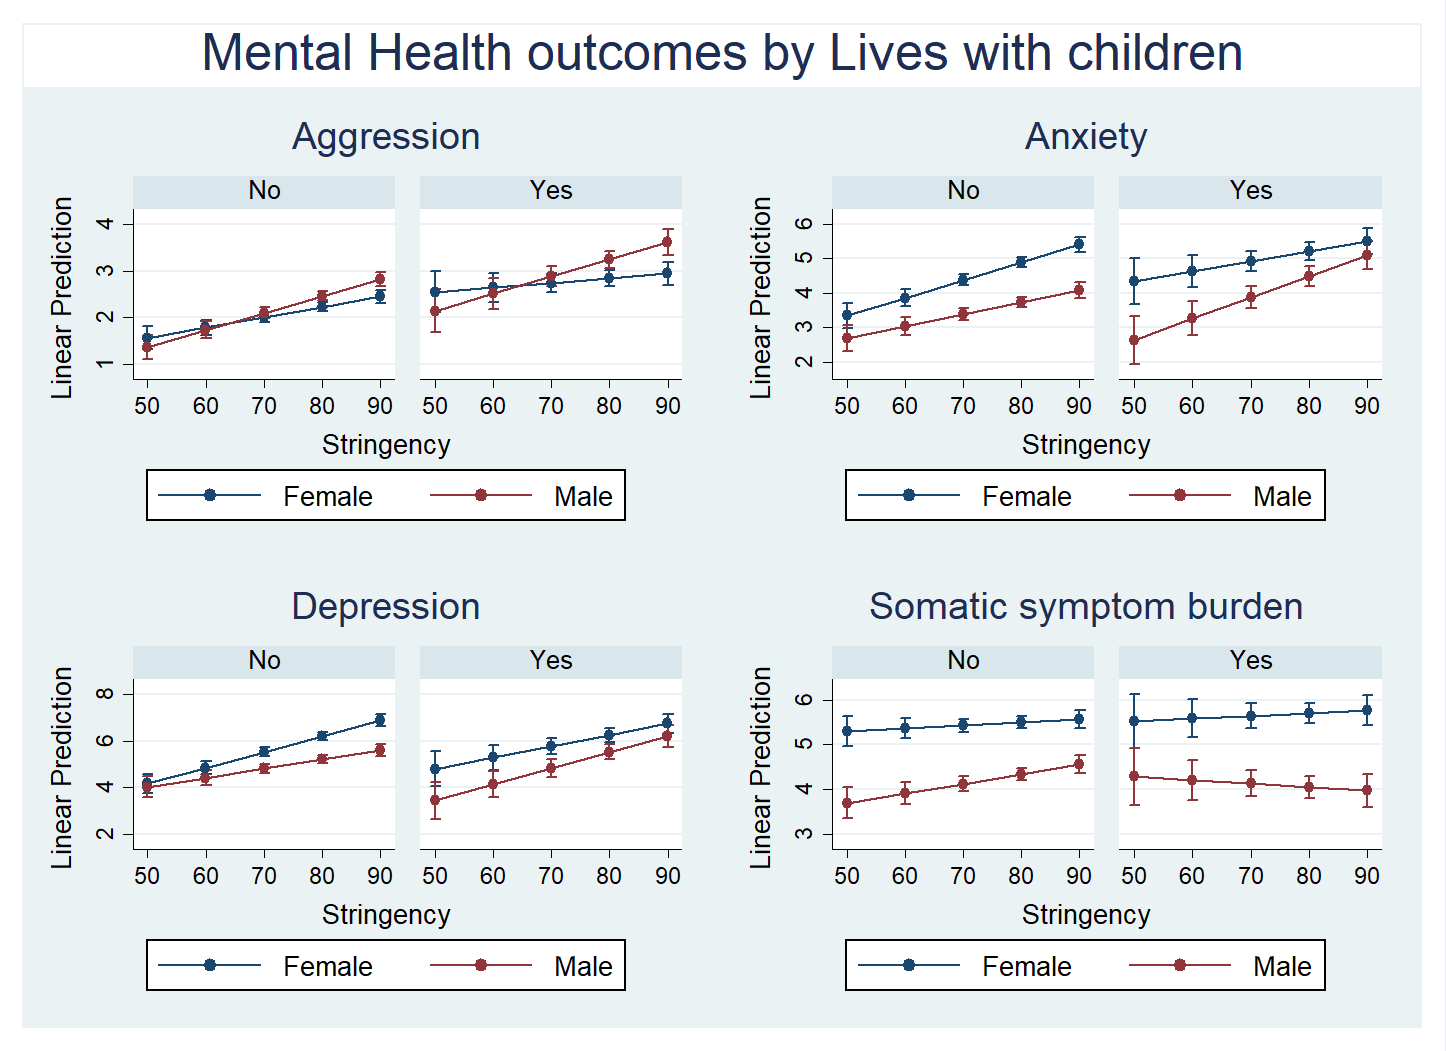 Mental Health outcomes by Lives with children
Aggression
No
Yes
Linear Prediction
4
3
2
1
50 60 70 80 90
50 60 70 80 90
Stringency
Female
Male
Anxiety
No
Yes
Linear Prediction
6
5
4
3
2
50 60 70 80 90
50 60 70 80 90
Stringency
Female
Male
Depression
No
Yes
Linear Prediction
8
6
4
2
50 60 70 80 90
50 60 70 80 90
Stringency
Female
Male
Somatic symptom burden
No
Yes
Linear Prediction
6
5
4
3
50 60 70 80 90
50 60 70 80 90
Stringency
Female
Male